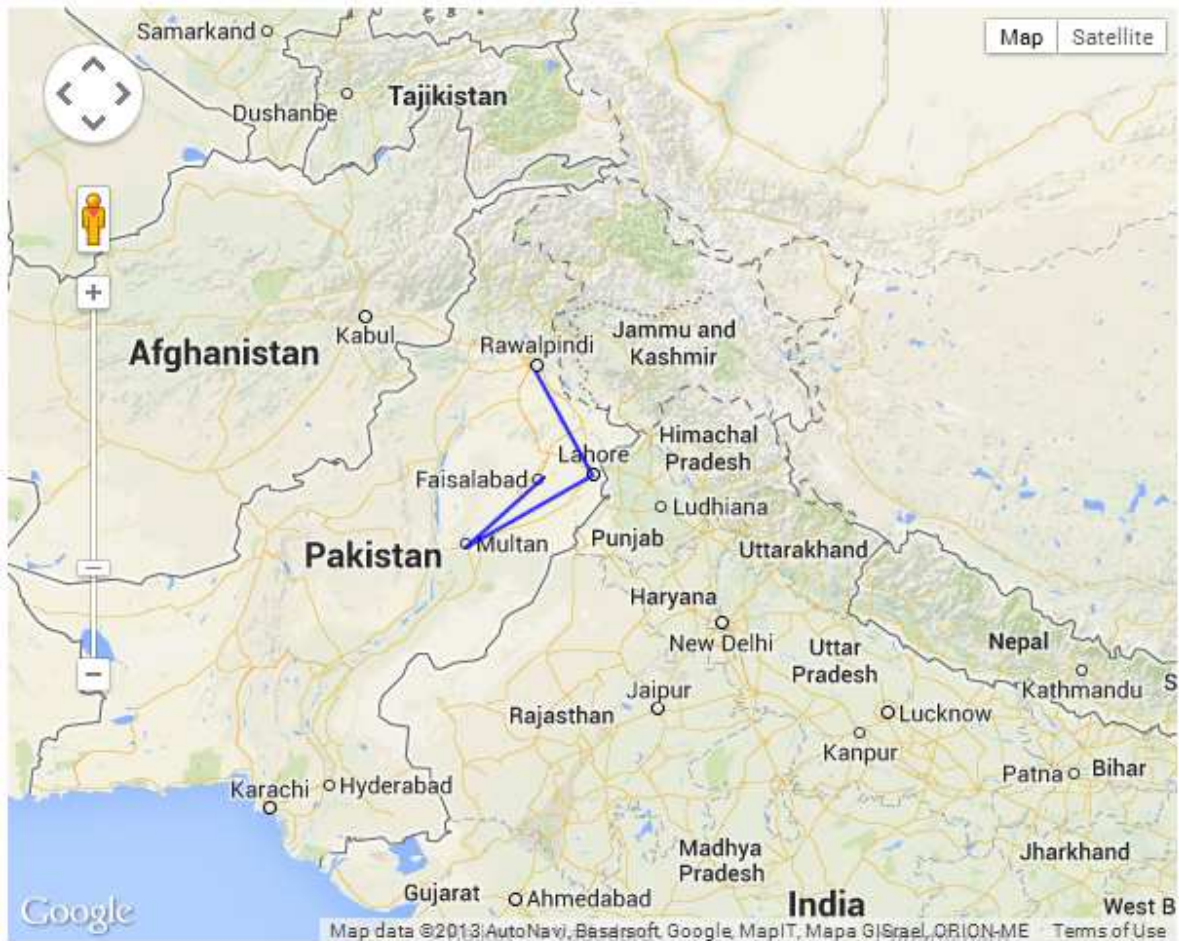 Samarkand
Map Satellite
Dushanbe
Tajikistan
Kabul
Afghanistan
Rawalpindi
Jammu and
Kashmir
Himachal
Pradesh
Lahore
Faisalabad
Ludhiana
Multan
Punjab
Pakistan
Uttarakhand
Haryana
New Delhi
Uttar
Pradesh
Nepal
Kathmandu
S
Jaipur
Rajasthan
Lucknow
Kanpur
Patna
Bihar
Karachi
Hyderabad
Madhya
Pradesh
Jharkhand
Gujarat
Ahmedabad
India
West B
Google
Map data ©2013 AutoNavi, Basarsoft, Google, MapIT, Mapa GISrael, ORION-ME Terms of Use